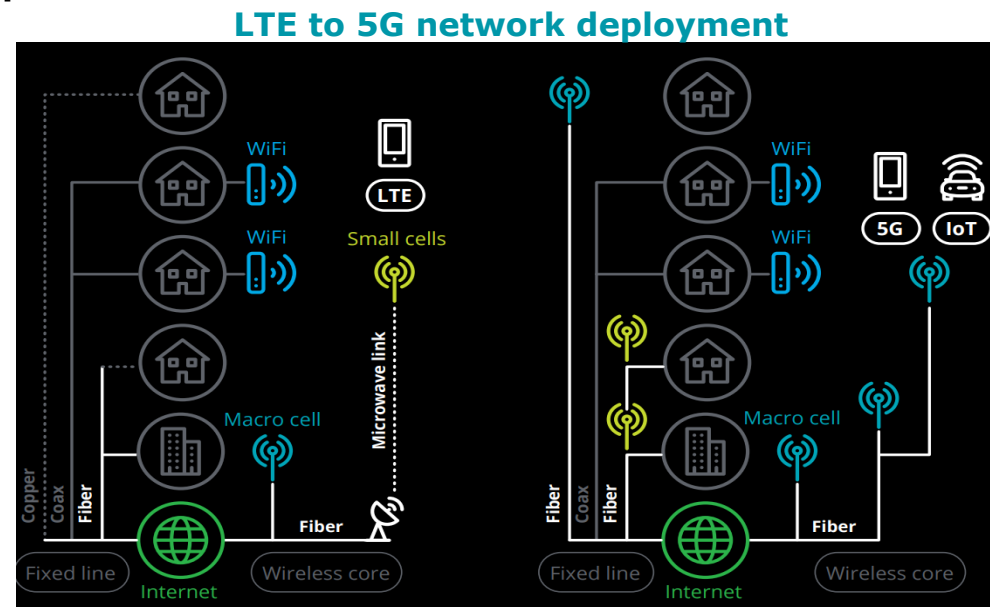 LTE to 5G network deployment
WiFi
LTE
WiFi
Small cells
Microwave link
Macro cell
Copper
Coax
Fiber
Fiber
Fixed line
Internet
Wireless core
WiFi
5G
IoT
WiFi
Macro cell
Fiber
Coax
Fiber
Fiber
Fixed line
Internet
Wireless core